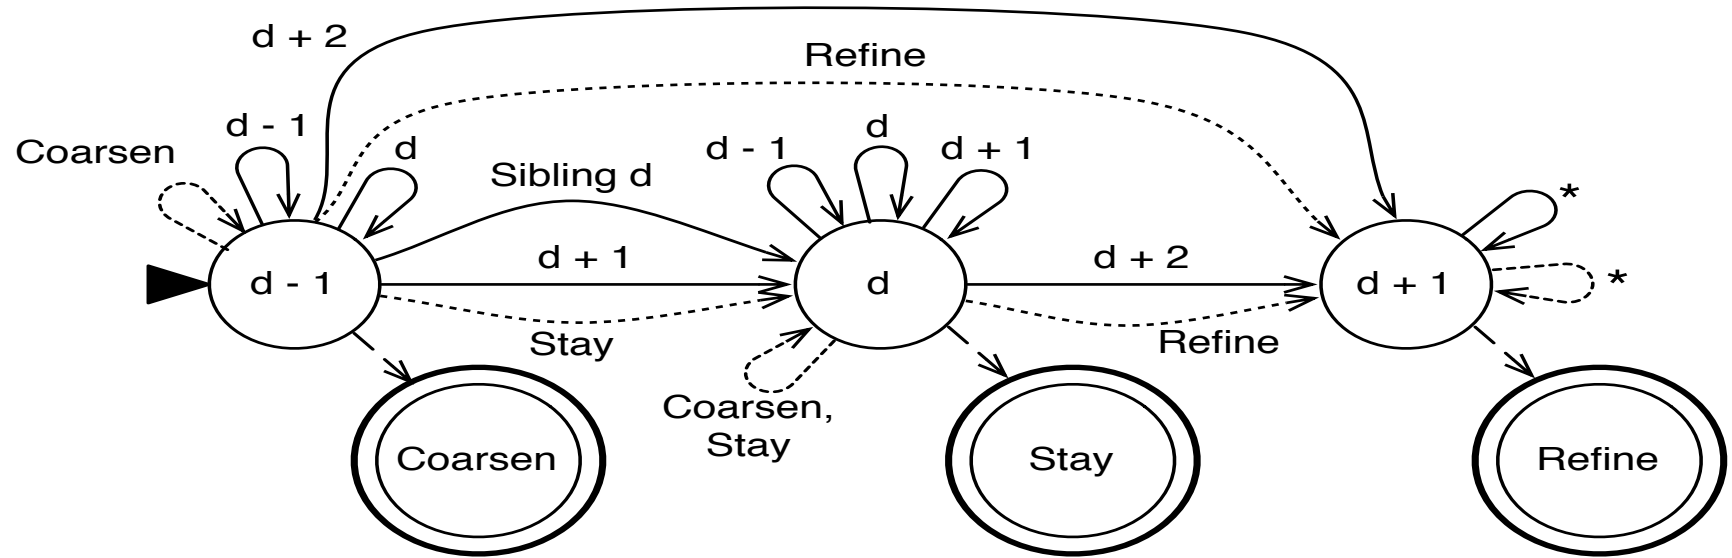 d + 2
Refine
d - 1
Coarsen
d
Sibling d
d - 1
d
d + 1
*
d - 1
d + 1
d
d + 2
d + 1
*
Stay
Refine
Coarsen,
Stay
Coarsen
Stay
Refine